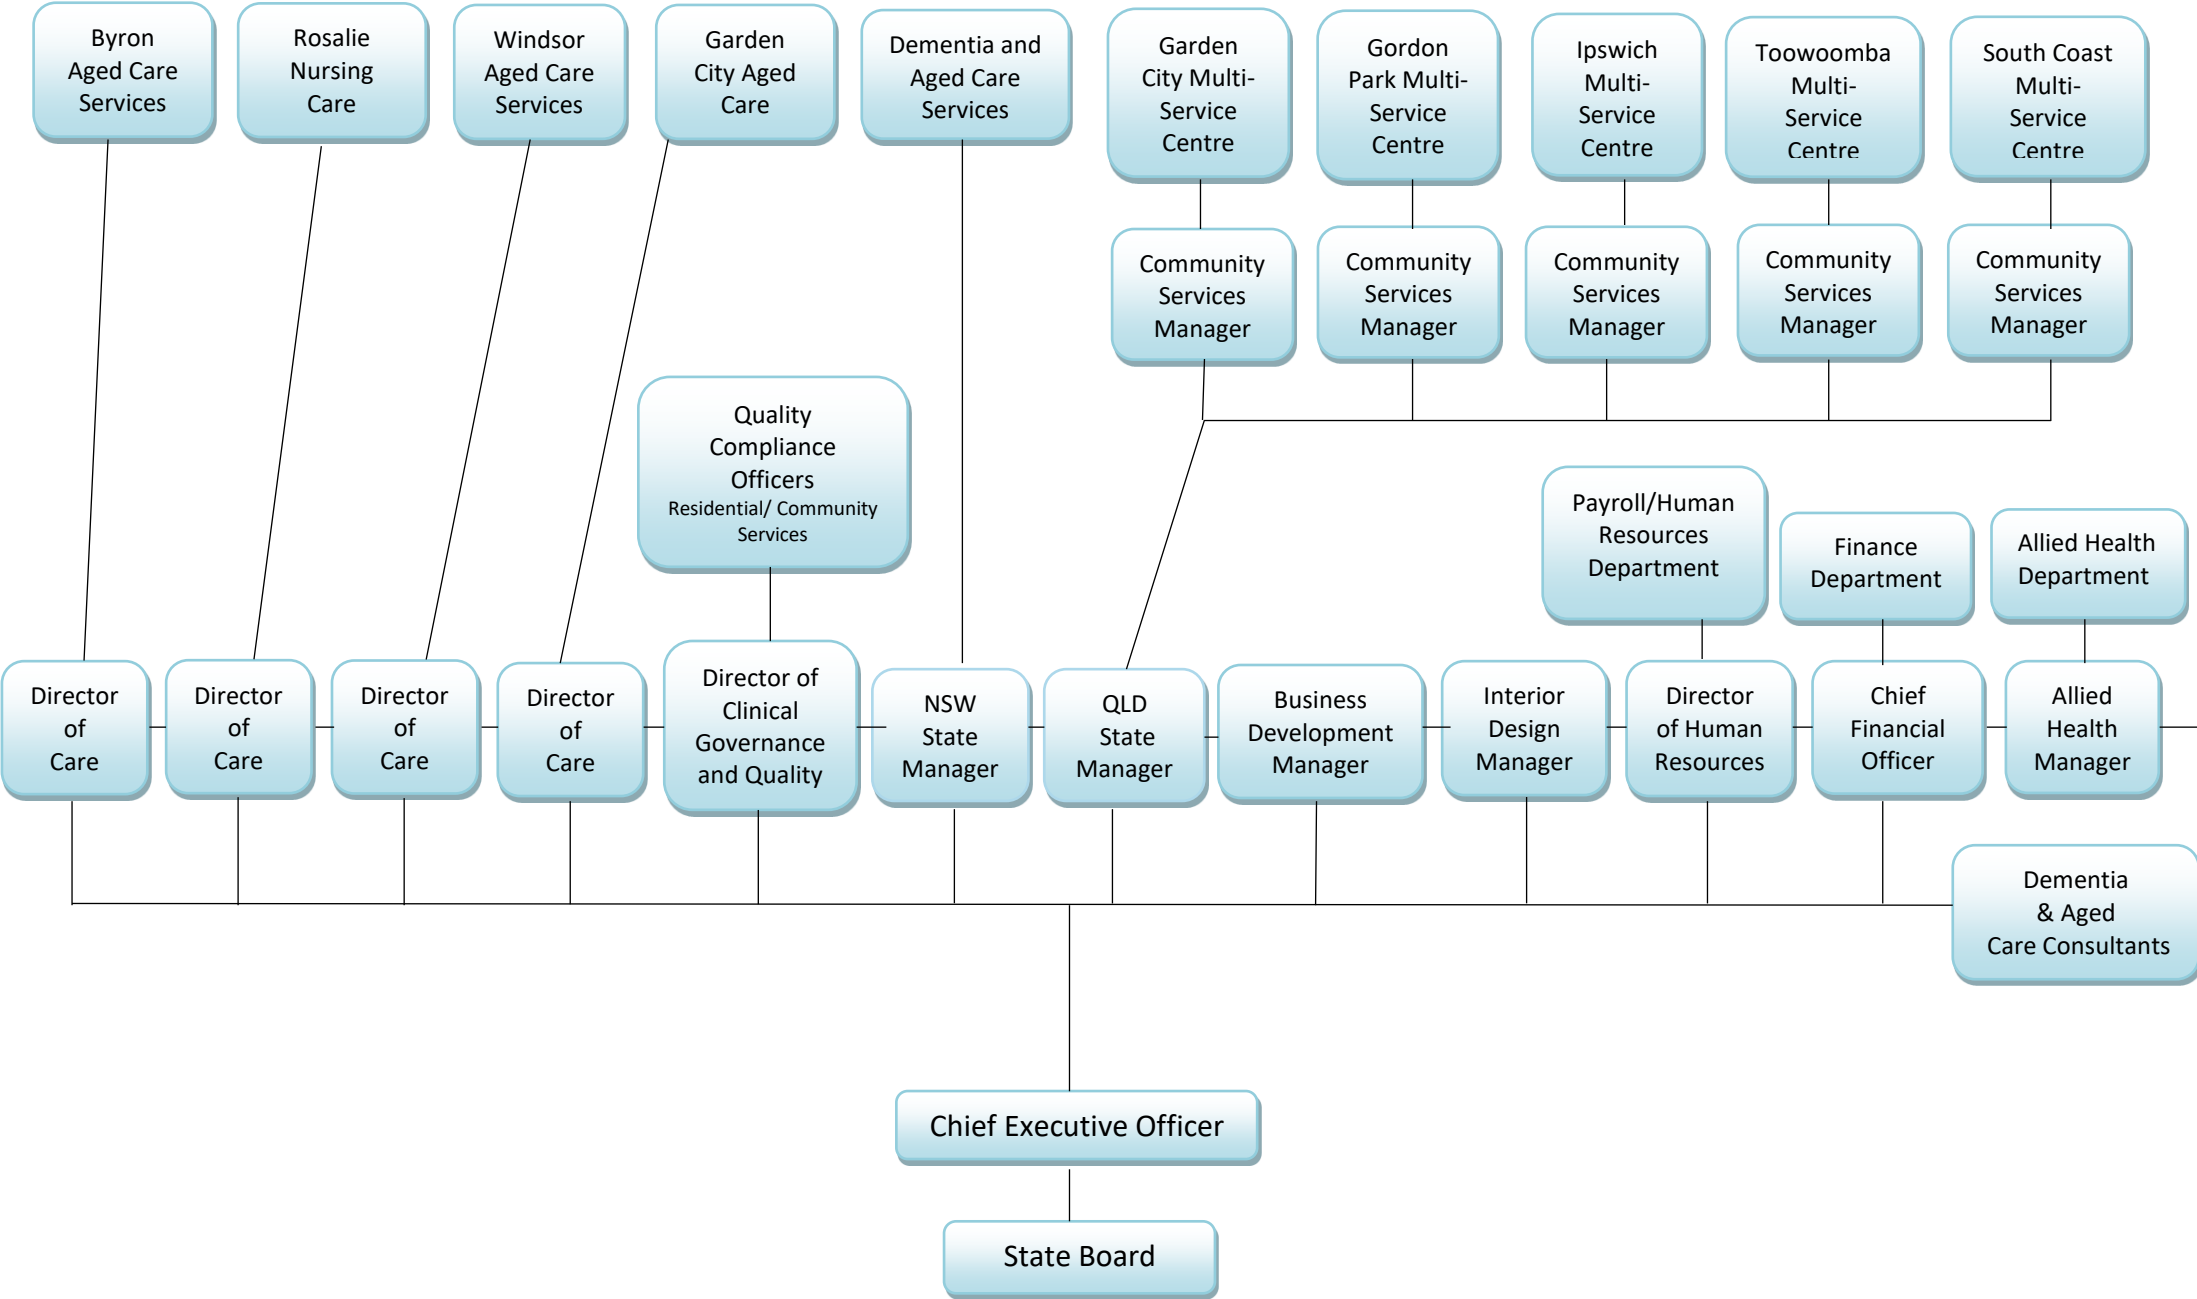 Byron
Aged Care
Services
Rosalie
Nursing
Care
Windsor
Aged Care
Services
Garden
City Aged
Care
Dementia and
Aged Care
Services
Garden
City Multi-
Service
Centre
Gordon
Park Multi-
Service
Centre
Ipswich
Multi-
Service
Centre
Toowoomba
Multi-
Service
Centre
South Coast
Multi-
Service
Centre
Community
Services
Manager
Community
Services
Manager
Community
Services
Manager
Community
Services
Manager
Community
Services
Manager
Quality
Compliance
Officers
Residential/ Community
Services
Payroll/Human
Resources
Department
Finance
Department
Allied Health
Department
Director
of
Care
Director
of
Care
Director
of
Care
Director
of
Care
Director of
Clinical
Governance
and Quality
NSW
State
Manager
QLD
State
Manager
Business
Development
Manager
Interior
Design
Manager
Director
of Human
Resources
Chief
Financial
Officer
Allied
Health
Manager
Dementia
& Aged
Care Consultants
Chief Executive Officer
State Board